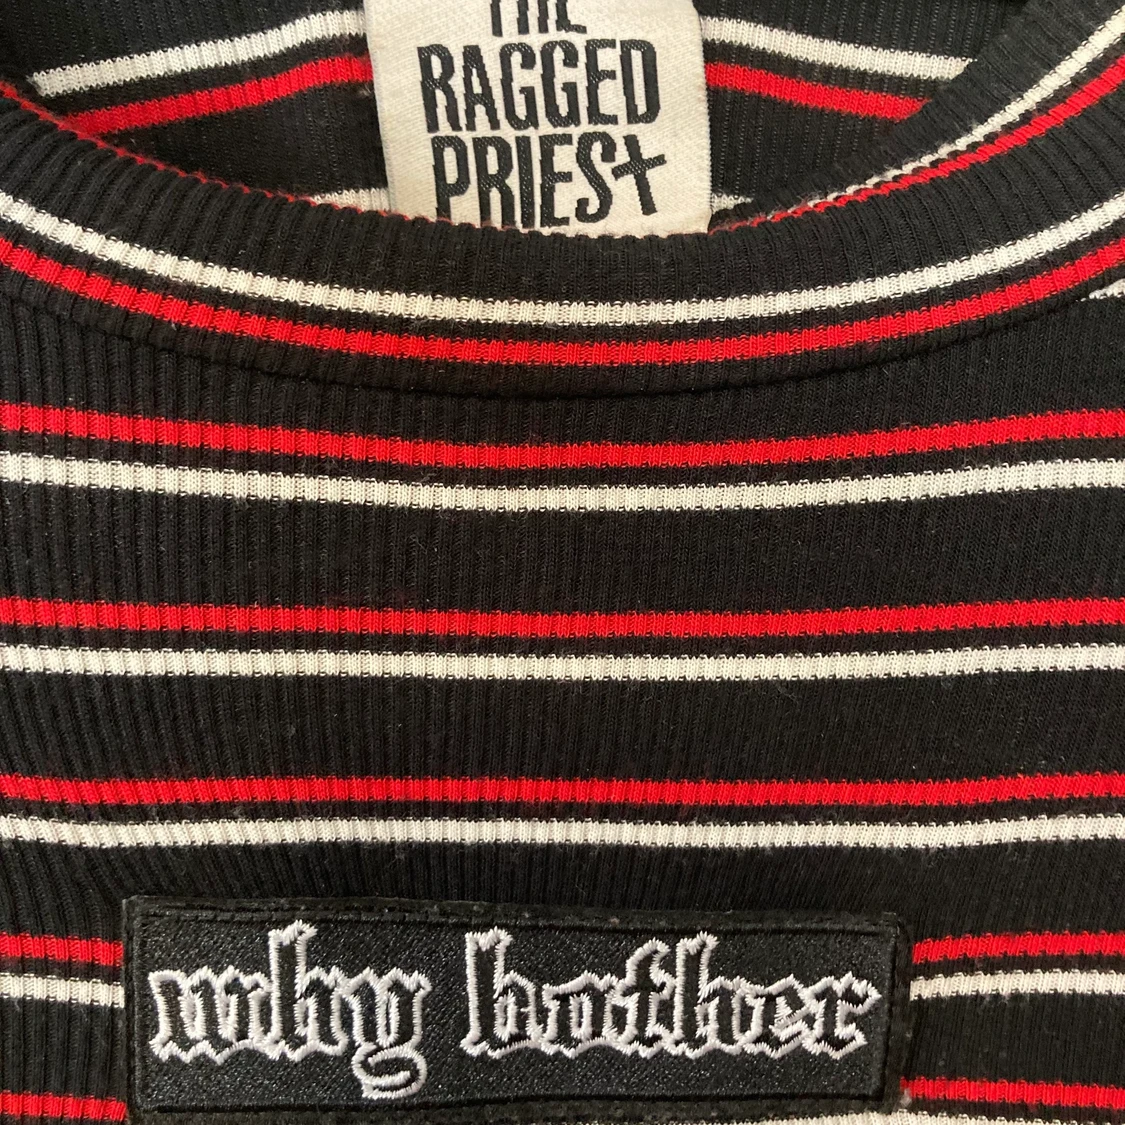 THE
RAGGED
PRIEST
why bother